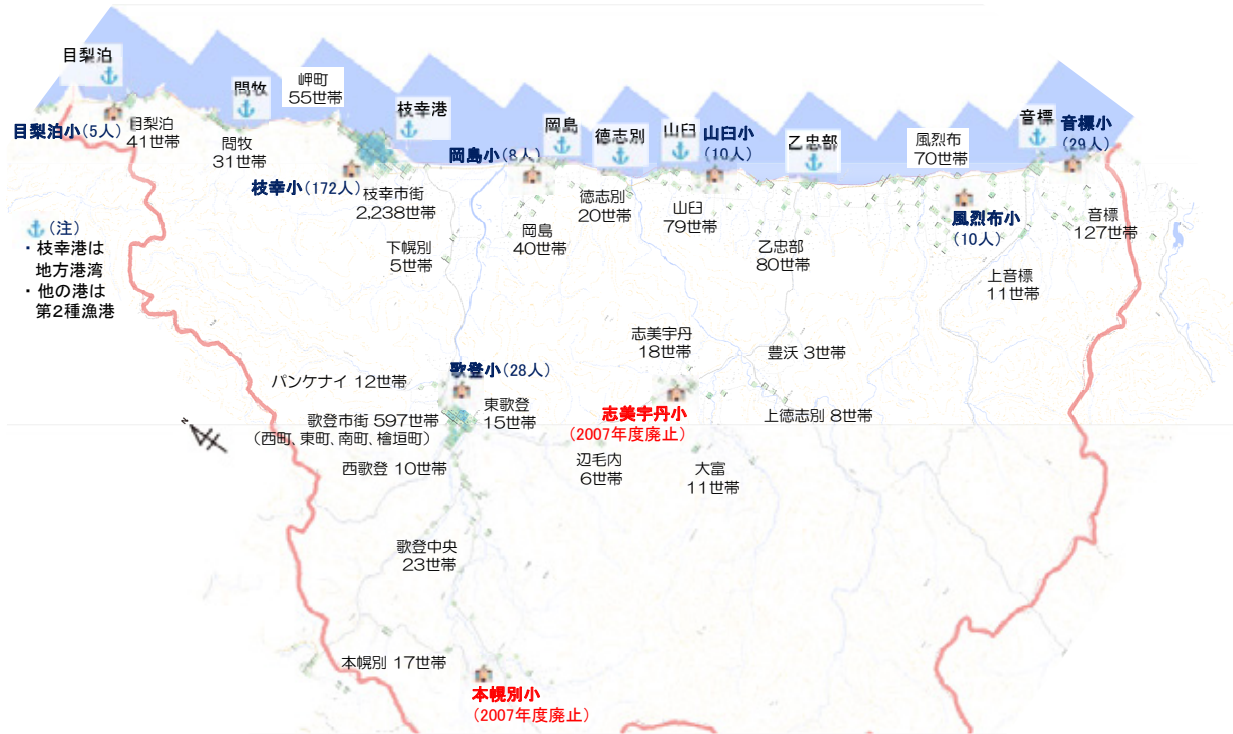 目梨泊
問牧
岬町
55世帯
枝幸港
岡島
徳志別
山臼
乙忠部
音標
目梨泊小(5人)
目梨泊
41世帯
問牧
31世帯
枝幸小(172人)
枝幸市街
2,238世帯
岡島小(8人)
岡島
40世帯
徳志別
20世帯
山臼小
(10人)
山臼
79世帯
乙忠部
80世帯
風烈布
70世帯
風烈布小
(10人)
音標小
(29人)
音標
127世帯
上音標
11世帯
(注)
・枝幸港は
地方港湾
・他の港は
第2種漁港
下幌別
5世帯
志美宇丹
18世帯
豊沃 3世帯
上徳志別 8世帯
志美宇丹小
(2007年度廃止)
歌登小(28人)
パンケナイ 12世帯
歌登市街 597世帯
(西町、東町、南町、檜垣町)
東歌登
15世帯
西歌登 10世帯
辺毛内
6世帯
大富
11世帯
歌登中央
23世帯
本幌別 17世帯
本幌別小
(2007年度廃止)
N